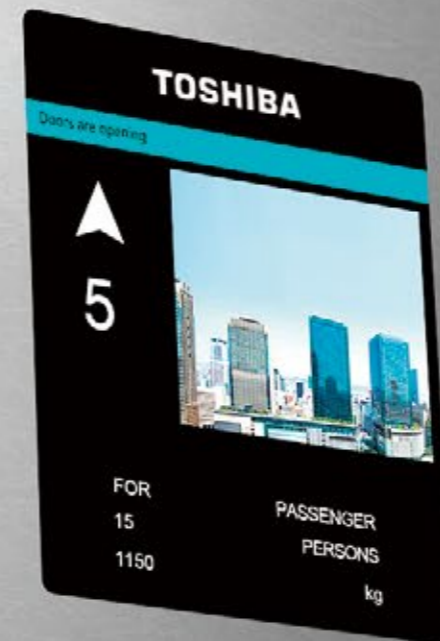 TOSHIBA
Doors are opening
5
FOR PASSENGER
15 PERSONS
1150 kg